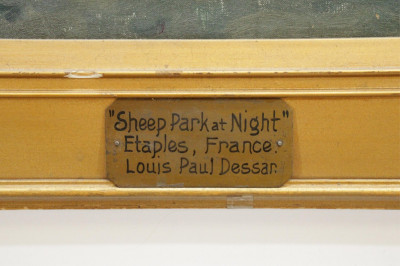 "Sheep Park at Night"
Etaples, France.
Louis Paul Dessar.